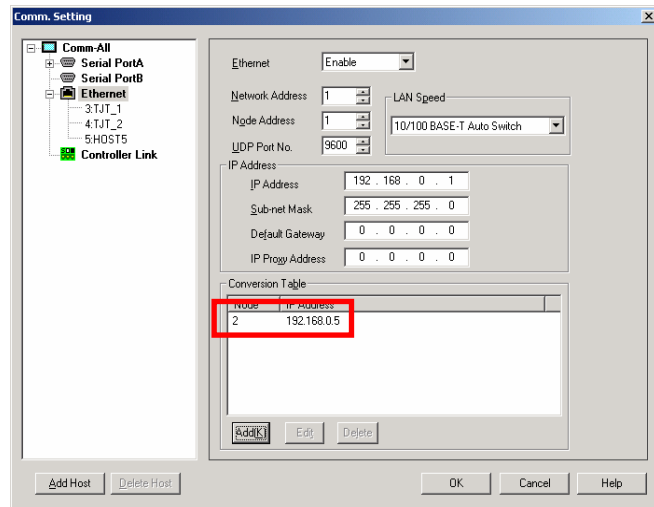 Comm. Setting
Comm-All
Serial PortA
Serial PortB
Ethernet
3:TJT_1
4:TJT_2
5:HOST5
Controller Link
Ethernet
Enable
Network Address
1
Node Address
1
UDP Port No.
9600
LAN Speed
10/100 BASE-T Auto Switch
IP Address
IP Address
192 . 168 . 0 . 1
Sub-net Mask
255 . 255 . 255 . 0
Default Gateway
0 . 0 . 0 . 0
IP Proxy Address
0 . 0 . 0 . 0
Conversion Table
Node IP Address
2 192.168.0.5
Add[K] Edit Delete
Add Host Delete Host OK Cancel Help